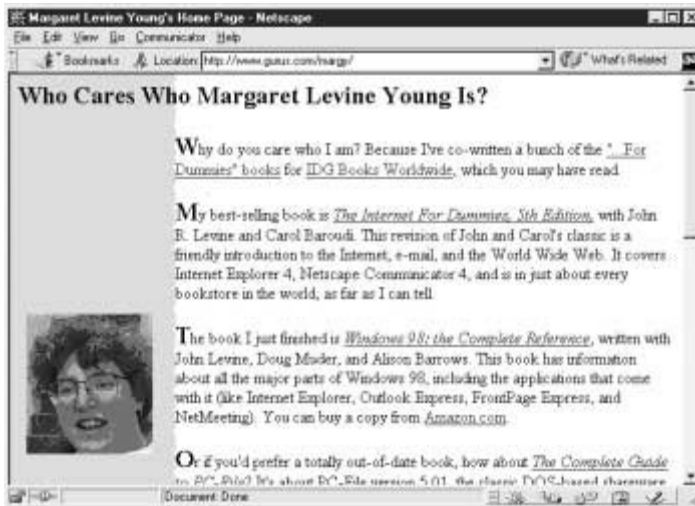 Margaret Levine Young's Home Page - Netscape
File Edit View Go Communicator Help
Bookmarks Location: http://www.gurus.com/margy/ What's Related
Who Cares Who Margaret Levine Young Is?
Why do you care who I am? Because I've co-written a bunch of the "...For
Dummies" books for IDG Books Worldwide, which you may have read.
My best-selling book is The Internet For Dummies, 5th Edition, with John
R. Levine and Carol Baroudi. This revision of John and Carol's classic is a
friendly introduction to the Internet, e-mail, and the World Wide Web. It covers
Internet Explorer 4, Netscape Communicator 4, and is in just about every
bookstore in the world, as far as I can tell.
The book I just finished is Windows 98: the Complete Reference, written with
John Levine, Doug Muder, and Alison Barrows. This book has information
about all the major parts of Windows 98, including the applications that come
with it (like Internet Explorer, Outlook Express, FrontPage Express, and
NetMeeting). You can buy a copy from Amazon.com.
Or if you'd prefer a totally out-of-date book, how about The Complete Guide
to PC-File? It's about PC-File version 5.01, the classic DOS-based shareware
Document: Done